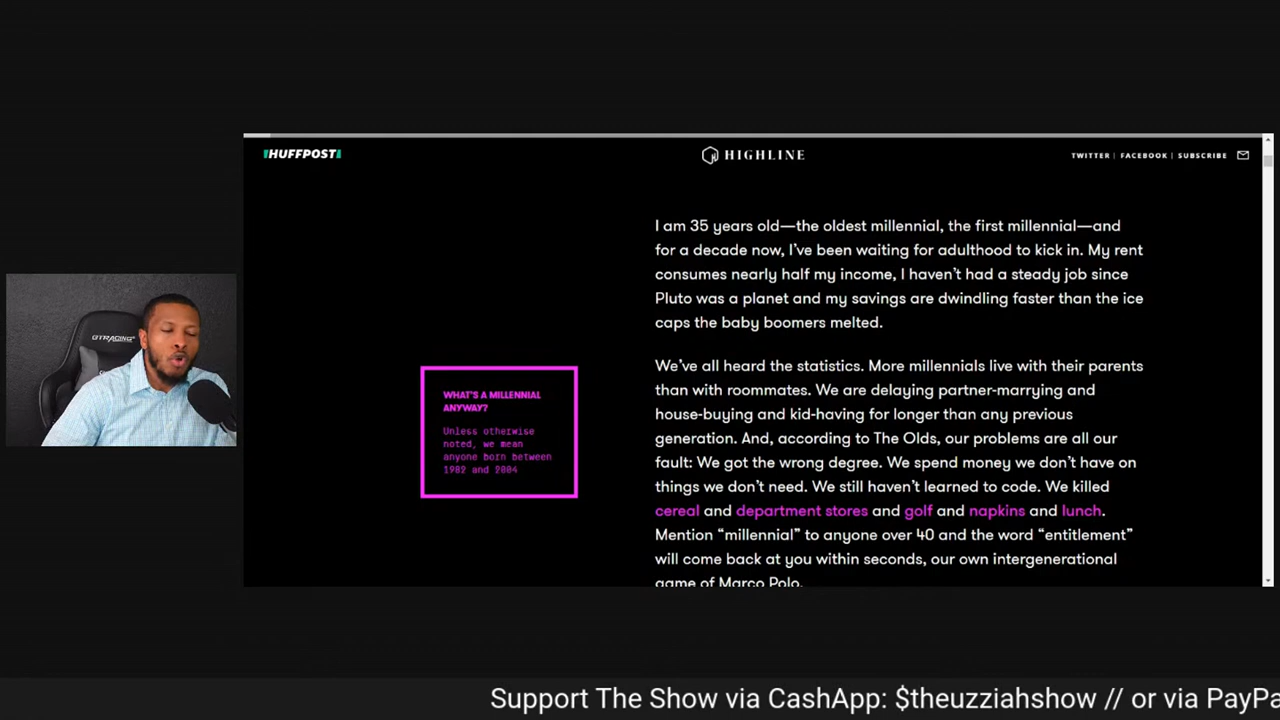 HUFFPOST
HIGHLINE
TWITTER | FACEBOOK | SUBSCRIBE
I am 35 years old—the oldest millennial, the first millennial—and
for a decade now, I've been waiting for adulthood to kick in. My rent
consumes nearly half my income, I haven't had a steady job since
Pluto was a planet and my savings are dwindling faster than the ice
caps the baby boomers melted.
GTRACING
WHAT'S A MILLENNIAL
ANYWAY?
Unless otherwise
noted, we mean
anyone born between
1982 and 2004
We've all heard the statistics. More millennials live with their parents
than with roommates. We are delaying partner-marrying and
house-buying and kid-having for longer than any previous
generation. And, according to The Olds, our problems are all our
fault: We got the wrong degree. We spend money we don't have on
things we don't need. We still haven't learned to code. We killed
cereal and department stores and golf and napkins and lunch.
Mention “millennial” to anyone over 40 and the word “entitlement”
will come back at you within seconds, our own intergenerational
game of Marco Polo.
Support The Show via CashApp: $theuzziahshow // or via PayPa